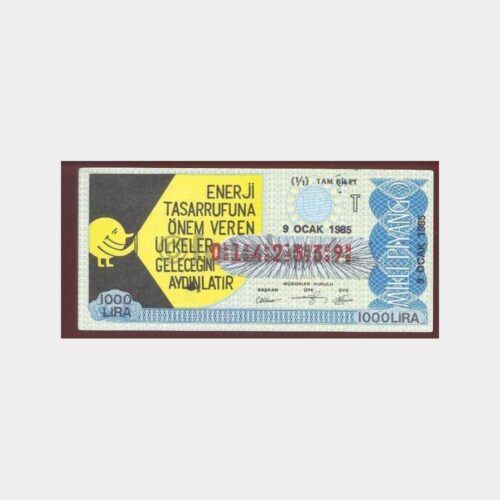 ENERJİ
TASARRUFUNA
ÖNEM VEREN
ÜLKELER
GELECEĞİNİ
AYDINLATIR
1000
LİRA
(1/1) TAM BİLET
T
9 OCAK 1985
MÜDÜRLER KURULU
BAŞKAN ÜYE ÜYE
1000 LİRA
MİLLİ PİYANGO
9 OCAK 1985